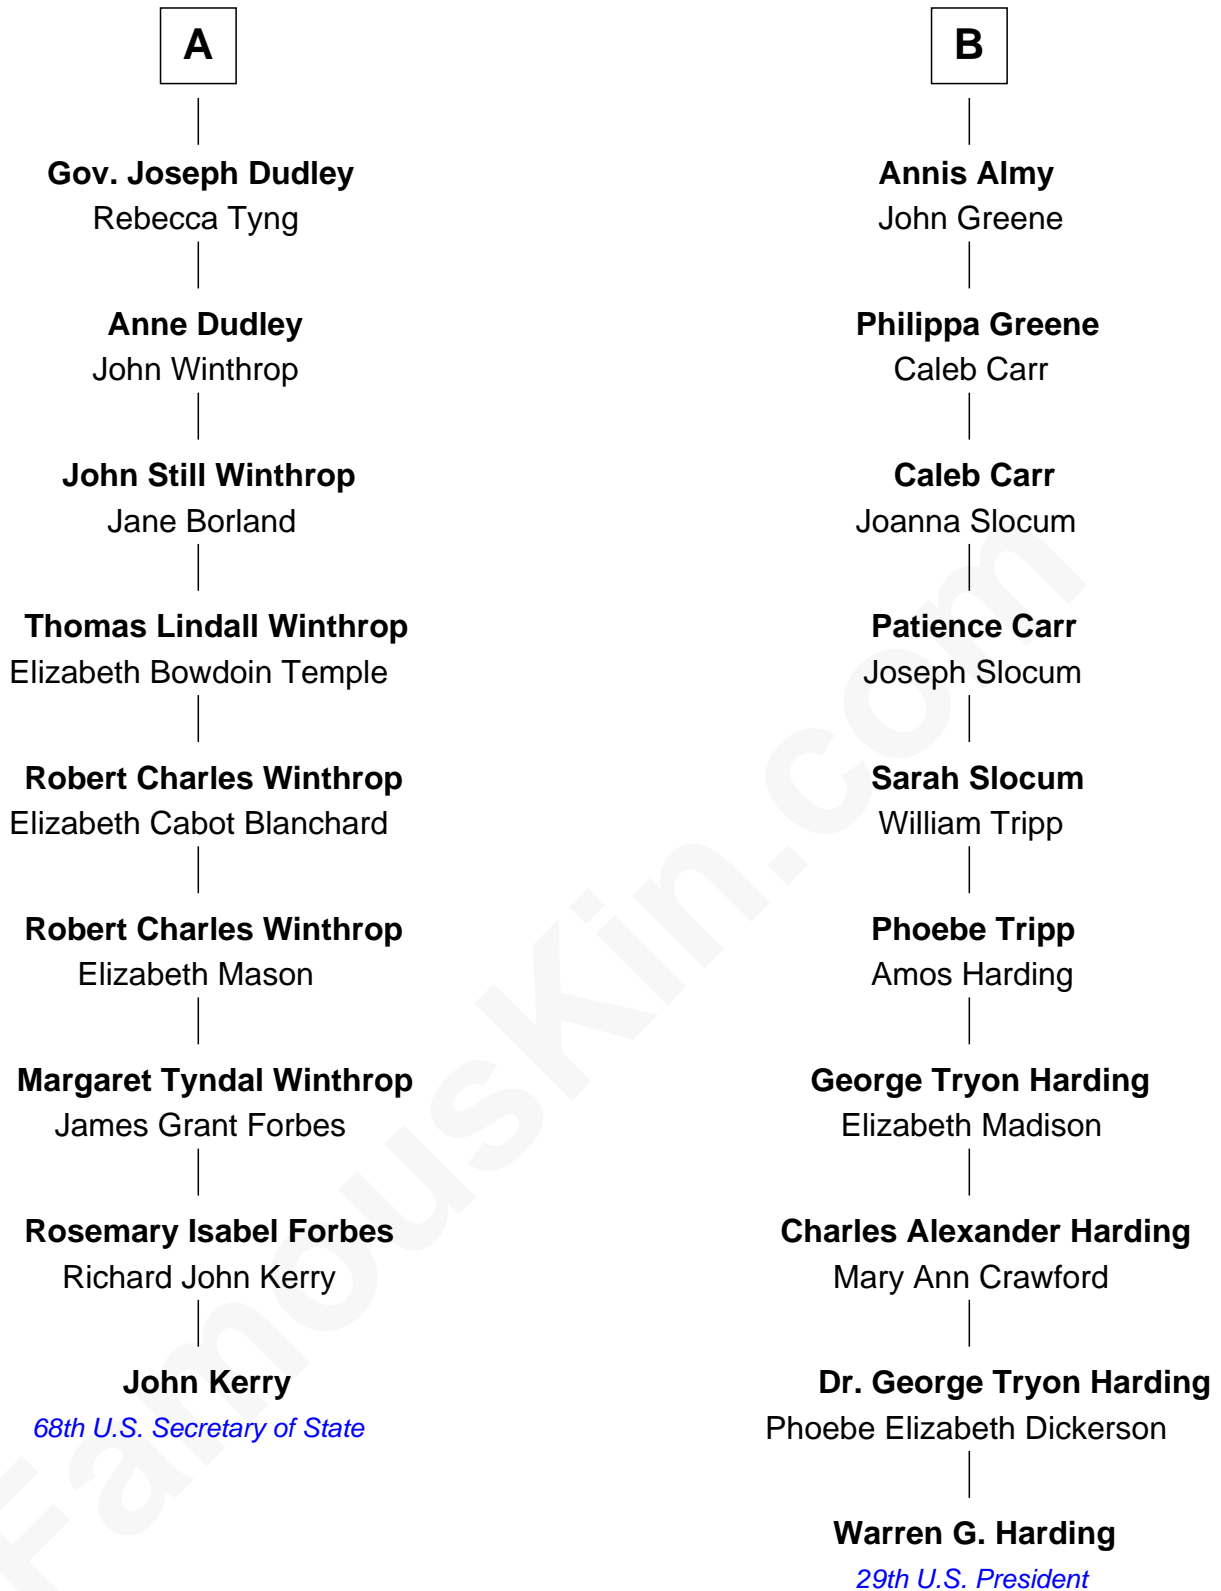 A
Gov. Joseph Dudley
Rebecca Tyng
Anne Dudley
John Winthrop
John Still Winthrop
Jane Borland
Thomas Lindall Winthrop
Elizabeth Bowdoin Temple
Robert Charles Winthrop
Elizabeth Cabot Blanchard
Robert Charles Winthrop
Elizabeth Mason
Margaret Tyndal Winthrop
James Grant Forbes
Rosemary Isabel Forbes
Richard John Kerry
John Kerry
68th U.S. Secretary of State
B
Annis Almy
John Greene
Philippa Greene
Caleb Carr
Caleb Carr
Joanna Slocum
Patience Carr
Joseph Slocum
Sarah Slocum
William Tripp
Phoebe Tripp
Amos Harding
George Tryon Harding
Elizabeth Madison
Charles Alexander Harding
Mary Ann Crawford
Dr. George Tryon Harding
Phoebe Elizabeth Dickerson
Warren G. Harding
29th U.S. President
FamousKin.com